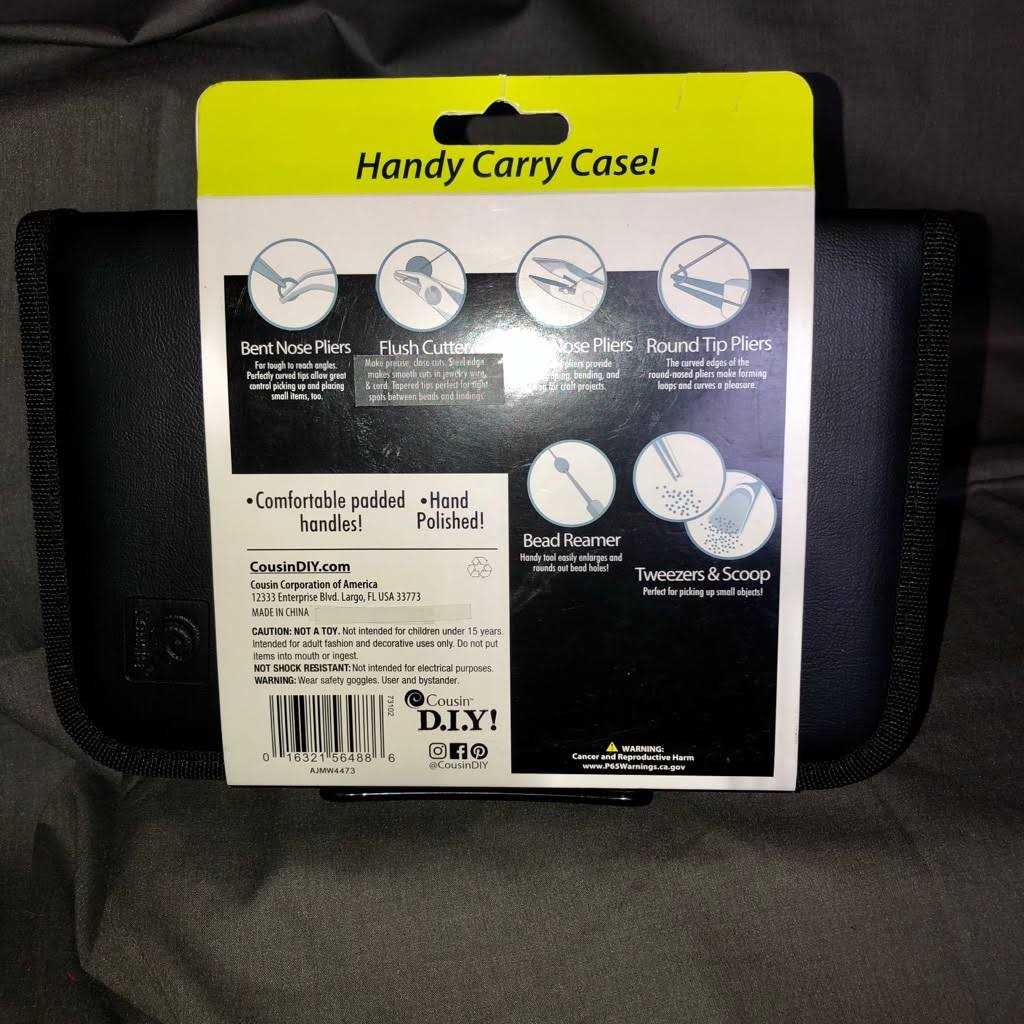 Handy Carry Case!
Bent Nose Pliers
For tough to reach angles.
Perfectly curved tips allow great
control picking up and placing
small items, too.
Flush Cutter
Make precise, close cuts. Steel edge
makes smooth cuts in jewelry wire
& cord. Tapered tips perfect for tight
spots between beads and findings
Nose Pliers
pliers provide
bending, and
for craft projects.
Round Tip Pliers
The curved edges of the
round-nosed pliers make forming
loops and curves a pleasure.
Bead Reamer
Handy tool easily enlarges and
rounds out bead holes!
Tweezers & Scoop
Perfect for picking up small objects!
•Comfortable padded
handles!
•Hand
Polished!
CousinDIY.com
Cousin Corporation of America
12333 Enterprise Blvd. Largo, FL USA 33773
MADE IN CHINA
CAUTION: NOT A TOY. Not intended for children under 15 years.
Intended for adult fashion and decorative uses only. Do not put
items into mouth or ingest.
NOT SHOCK RESISTANT: Not intended for electrical purposes.
WARNING: Wear safety goggles. User and bystander.
73102
0 16321 56488 6
AJMW4473
Cousin™
D.I.Y!
@CousinDIY
WARNING:
Cancer and Reproductive Harm
www.P65Warnings.ca.gov